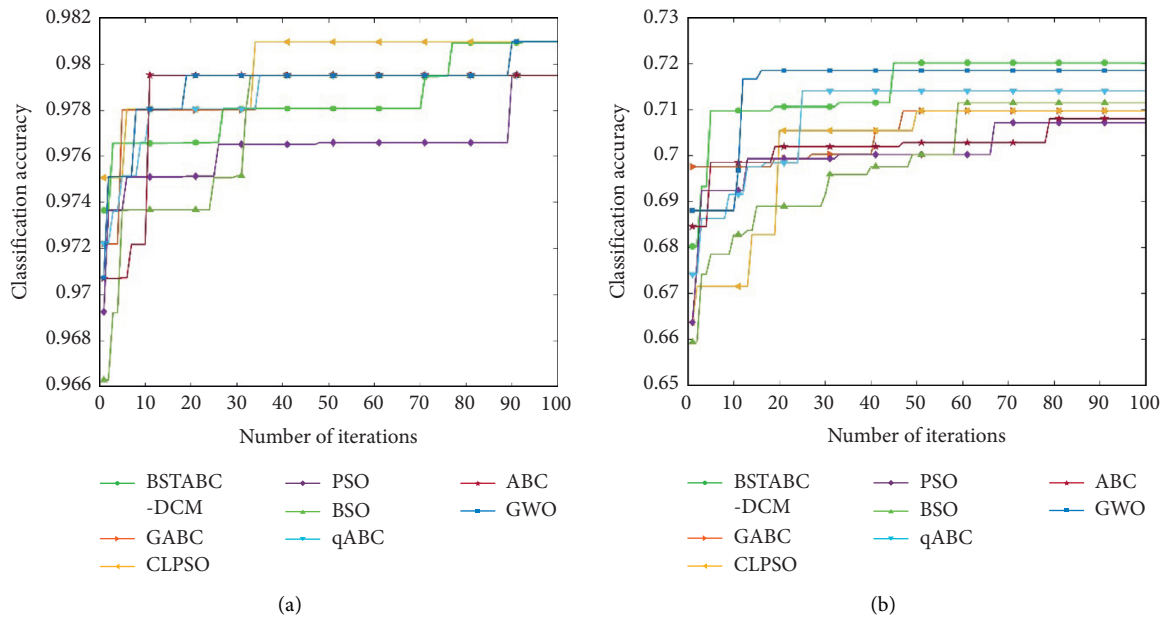 0.982
0.98
0.978
0.976
0.974
0.972
0.97
0.968
0.966
Classification accuracy
0 10 20 30 40 50 60 70 80 90 100
Number of iterations
BSTABC
-DCM
GABC
CLPSO
PSO
BSO
qABC
ABC
GWO
(a)
0.73
0.72
0.71
0.7
0.69
0.68
0.67
0.66
0.65
Classification accuracy
0 10 20 30 40 50 60 70 80 90 100
Number of iterations
BSTABC
-DCM
GABC
CLPSO
PSO
BSO
qABC
ABC
GWO
(b)